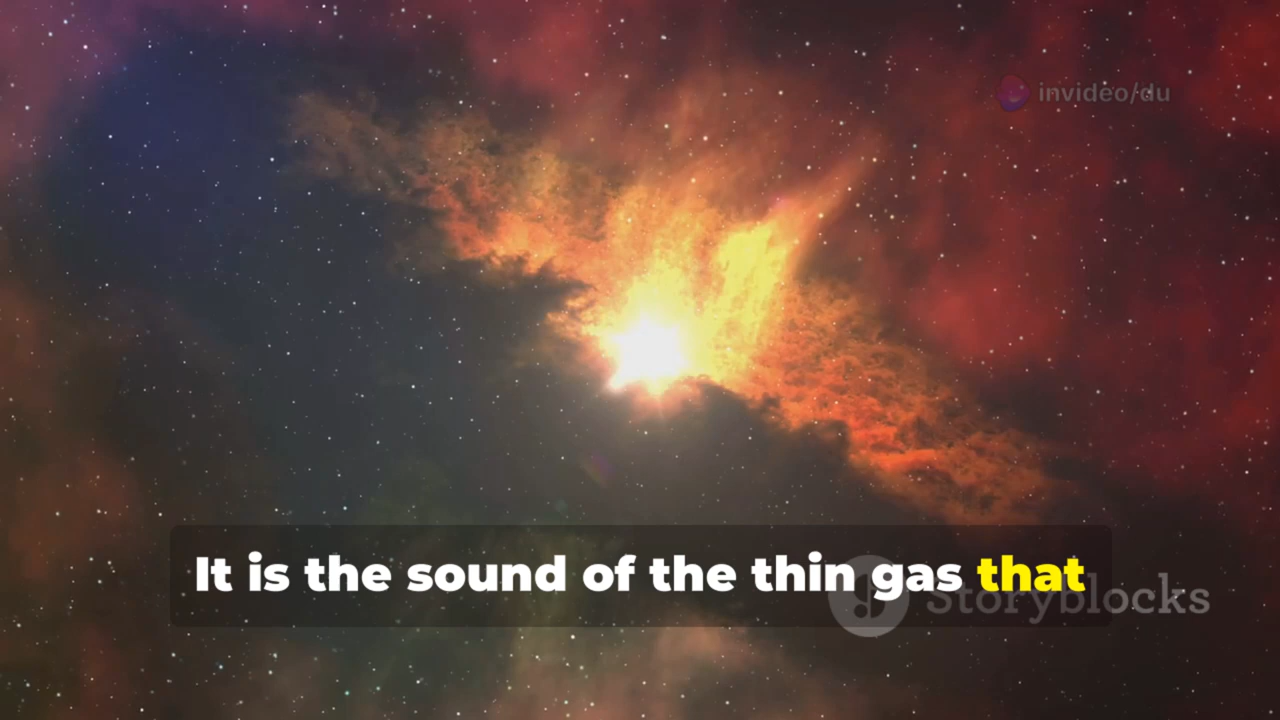 invideo/du
It is the sound of the thin gas that
Storyblocks